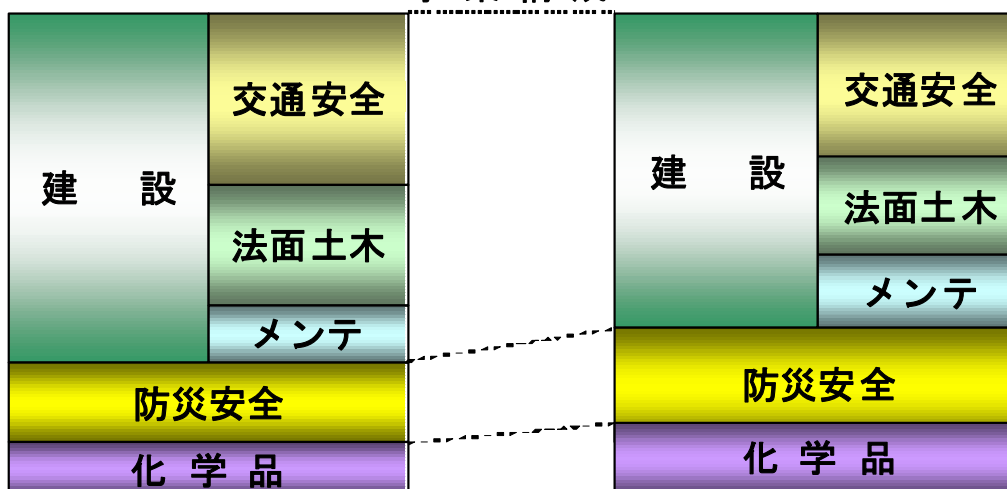 交通安全
建設
法面土木
メンテ
防災安全
化学品
交通安全
建設
法面土木
メンテ
防災安全
化学品